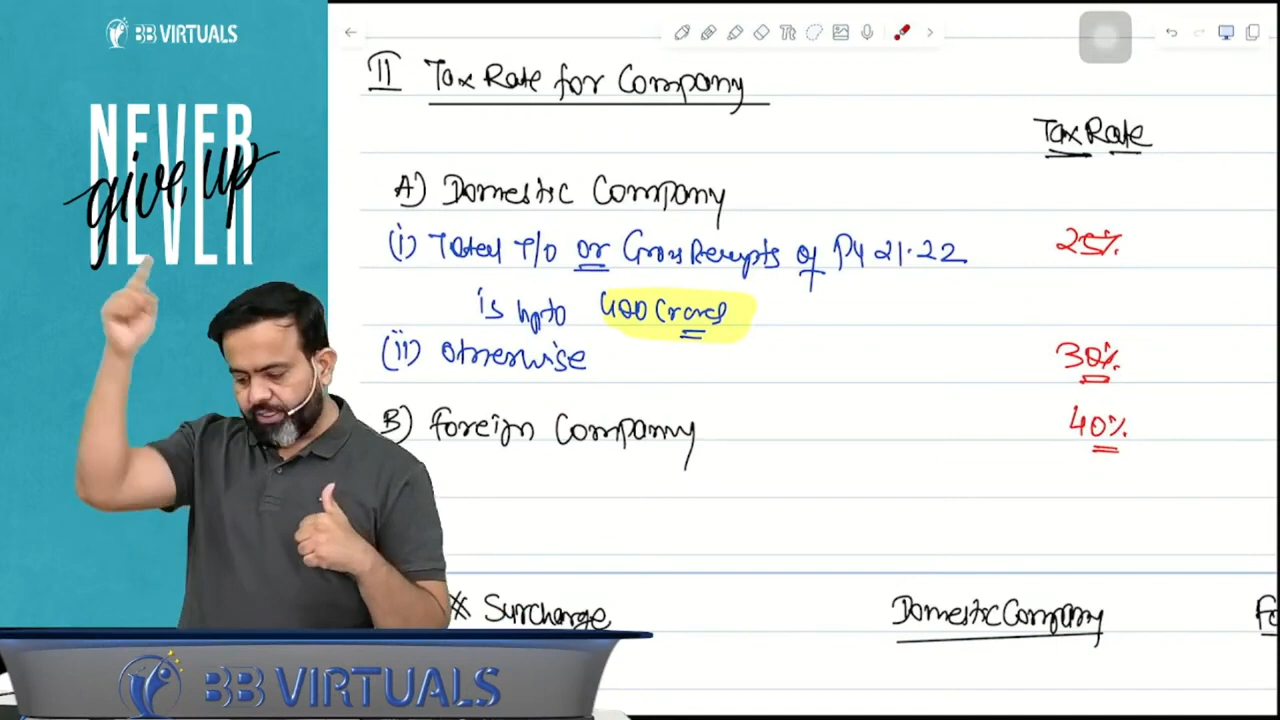 BB VIRTUALS
NEVER
give up
NEVER
II Tax Rate for Company
Tax Rate
A) Domestic Company
(i) Total T/O or Gross Receipts of PY 21-22 25%
is upto 400 Crores
(ii) Otherwise 30%
B) Foreign Company 40%
* Surcharge Domestic Company Fo
BB VIRTUALS